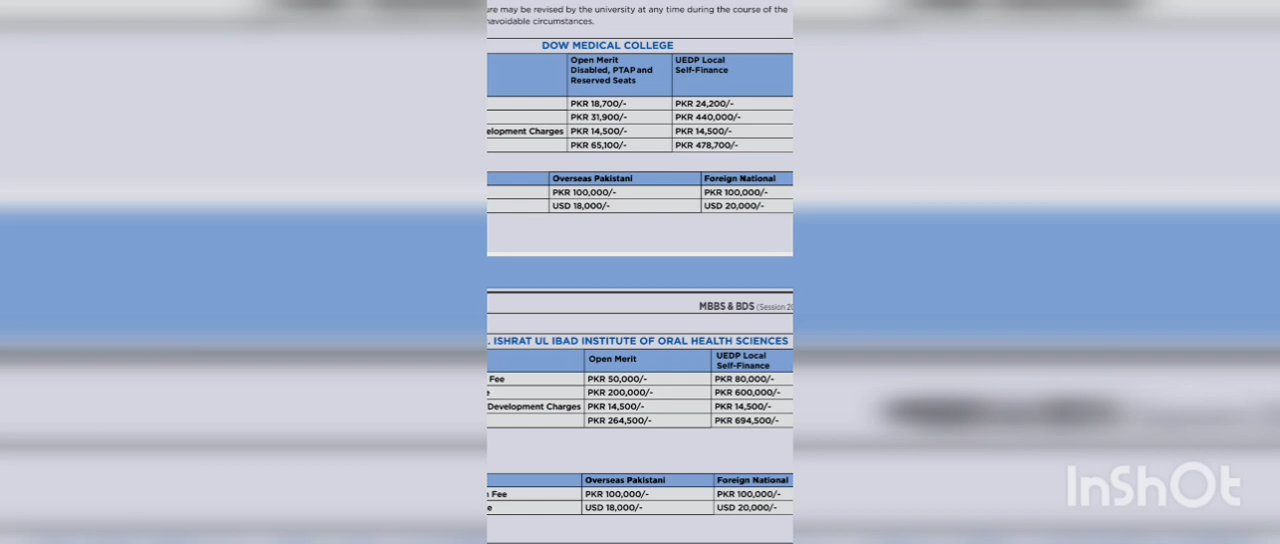 ure may be revised by the university at any time during the course of the
navoidable circumstances.
DOW MEDICAL COLLEGE
Open Merit Disabled, PTAP and Reserved Seats UEDP Local Self-Finance
PKR 18,700/- PKR 24,200/-
PKR 31,900/- PKR 440,000/-
elopment Charges PKR 14,500/- PKR 14,500/-
PKR 65,100/- PKR 478,700/-
Overseas Pakistani Foreign National
PKR 100,000/- PKR 100,000/-
USD 18,000/- USD 20,000/-
MBBS & BDS (Session 20
. ISHRAT UL IBAD INSTITUTE OF ORAL HEALTH SCIENCES
Open Merit UEDP Local Self-Finance
Fee PKR 50,000/- PKR 80,000/-
e PKR 200,000/- PKR 600,000/-
Development Charges PKR 14,500/- PKR 14,500/-
PKR 264,500/- PKR 694,500/-
Overseas Pakistani Foreign National
n Fee PKR 100,000/- PKR 100,000/-
e USD 18,000/- USD 20,000/-
InShOt